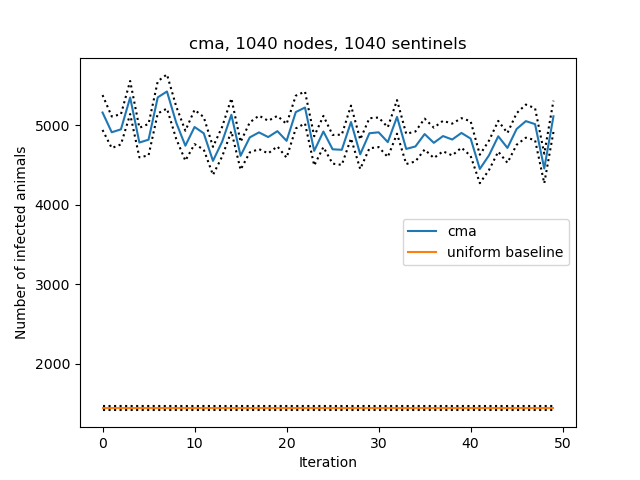 cma, 1040 nodes, 1040 sentinels
Number of infected animals
5000
4000
3000
2000
cma
uniform baseline
0
10
20
30
40
50
Iteration